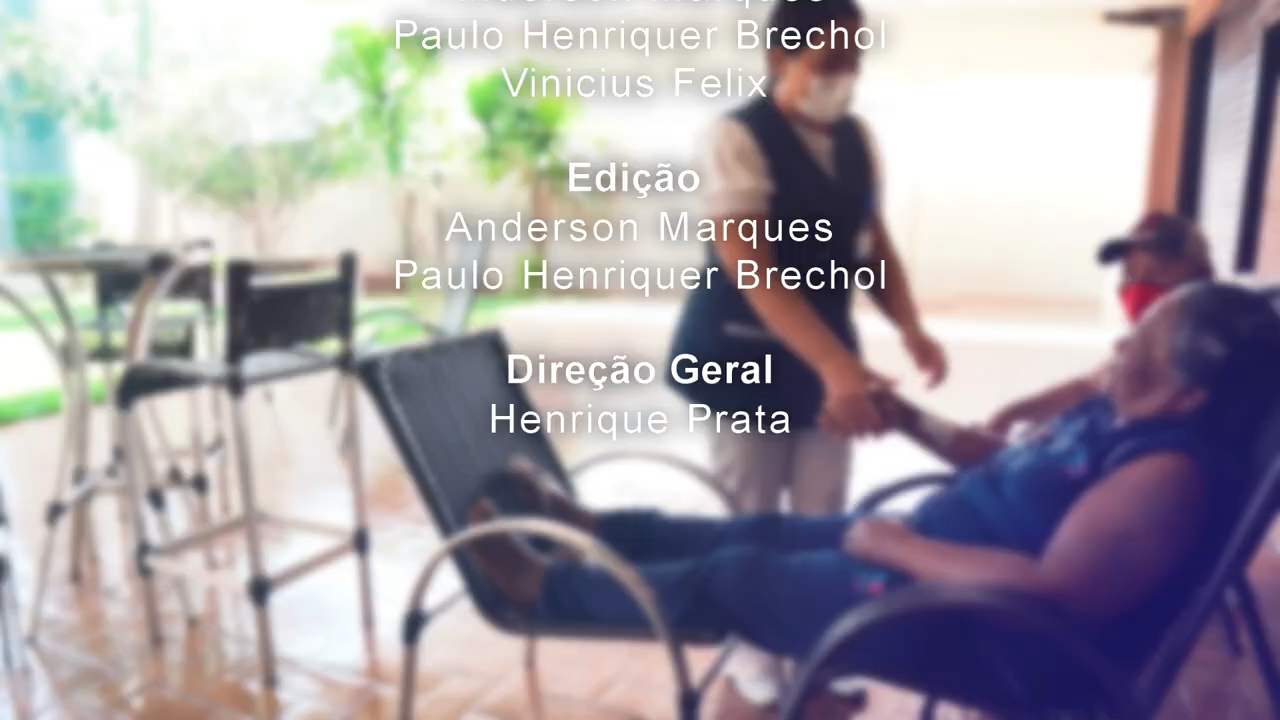 Paulo Henriquer Brechol
Vinicius Felix
Edição
Anderson Marques
Paulo Henriquer Brechol
Direção Geral
Henrique Prata